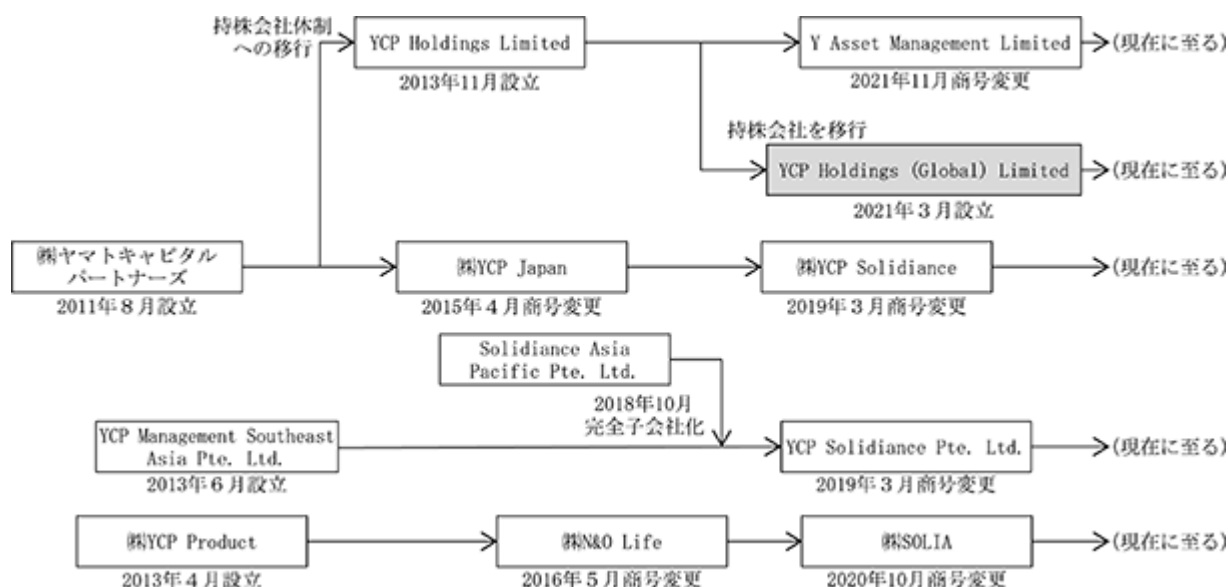 持株会社体制
への移行
YCP Holdings Limited
2013年11月設立
Y Asset Management Limited
2021年11月商号変更
(現在に至る)
持株会社を移行
YCP Holdings (Global) Limited
2021年3月設立
(現在に至る)
㈱ヤマトキャピタル
パートナーズ
2011年8月設立
㈱YCP Japan
2015年4月商号変更
㈱YCP Solidiance
2019年3月商号変更
(現在に至る)
Solidiance Asia
Pacific Pte. Ltd.
2018年10月
完全子会社化
YCP Management Southeast
Asia Pte. Ltd.
2013年6月設立
YCP Solidiance Pte. Ltd.
2019年3月商号変更
(現在に至る)
㈱YCP Product
2013年4月設立
㈱N&O Life
2016年5月商号変更
㈱SOLIA
2020年10月商号変更
(現在に至る)